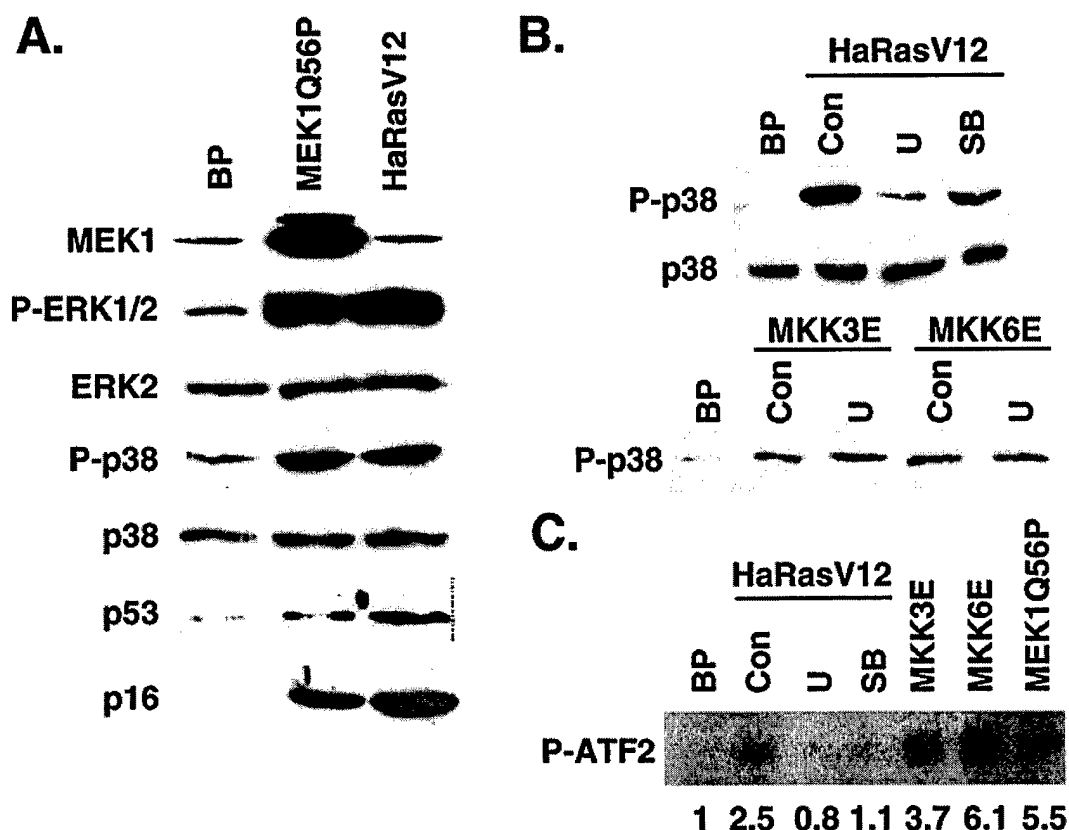 A.
BP
MEK1Q56P
HaRasV12
MEK1
P-ERK1/2
ERK2
P-p38
p38
p53
p16
B.
HaRasV12
BP Con U SB
P-p38
p38
MKK3E MKK6E
BP Con U Con U
P-p38
C.
HaRasV12
BP Con U SB MKK3E MKK6E MEK1Q56P
P-ATF2
1 2.5 0.8 1.1 3.7 6.1 5.5